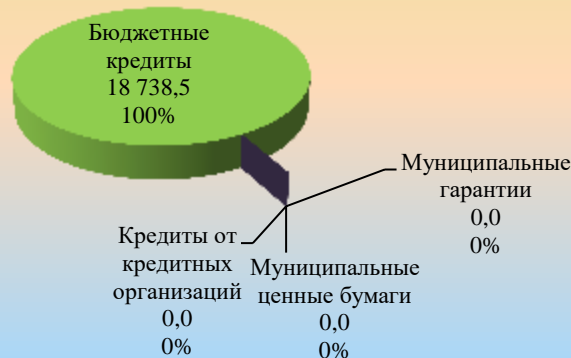 Бюджетные
кредиты
18 738,5
100%
Муниципальные
гарантии
0,0
0%
Кредиты от
кредитных
организаций
0,0
0%
Муниципальные
ценные бумаги
0,0
0%